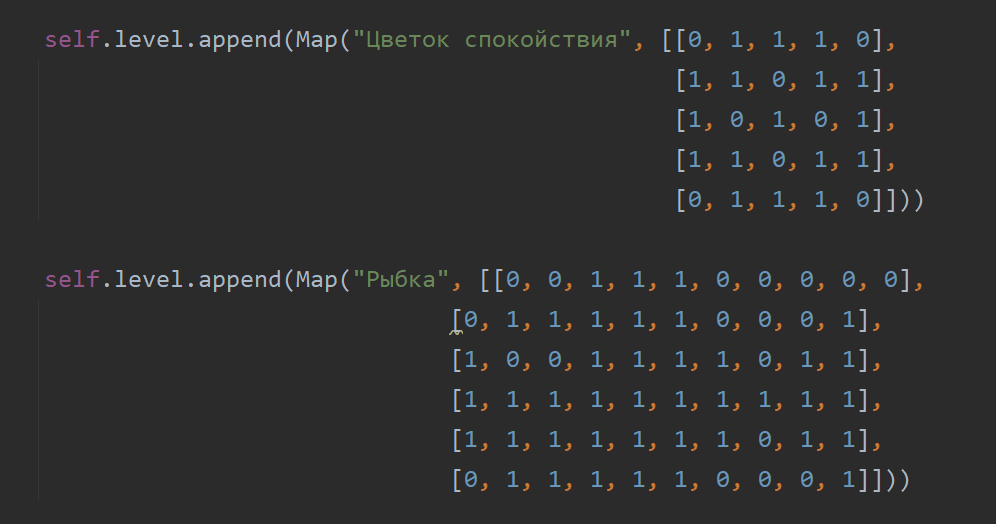 self.level.append(Map("Цветок спокойствия", [[0, 1, 1, 1, 0],
[1, 1, 0, 1, 1],
[1, 0, 1, 0, 1],
[1, 1, 0, 1, 1],
[0, 1, 1, 1, 0]]))
self.level.append(Map("Рыбка", [[0, 0, 1, 1, 1, 0, 0, 0, 0, 0],
[0, 1, 1, 1, 1, 1, 0, 0, 0, 1],
[1, 0, 0, 1, 1, 1, 1, 0, 1, 1],
[1, 1, 1, 1, 1, 1, 1, 1, 1, 1],
[1, 1, 1, 1, 1, 1, 1, 0, 1, 1],
[0, 1, 1, 1, 1, 1, 0, 0, 0, 1]]))